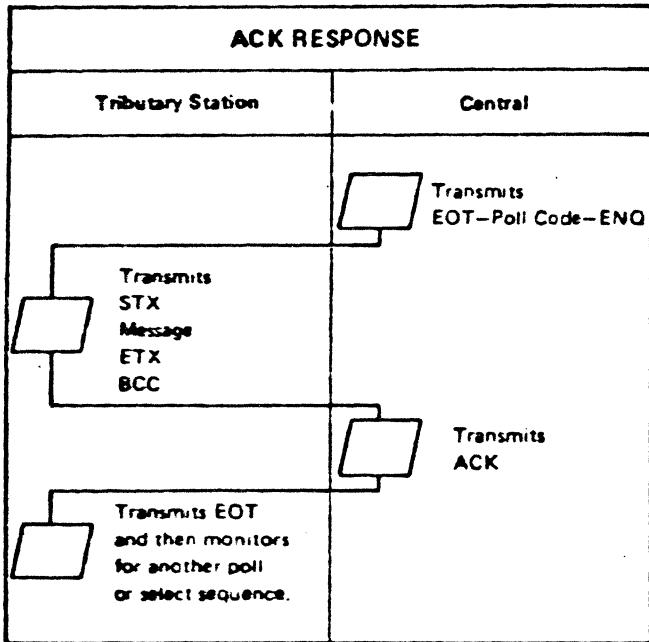 ACK RESPONSE
Tributary Station
Central
Transmits
EOT–Poll Code–ENQ
Transmits
STX
Message
ETX
BCC
Transmits
ACK
Transmits EOT
and then monitors
for another poll
or select sequence.